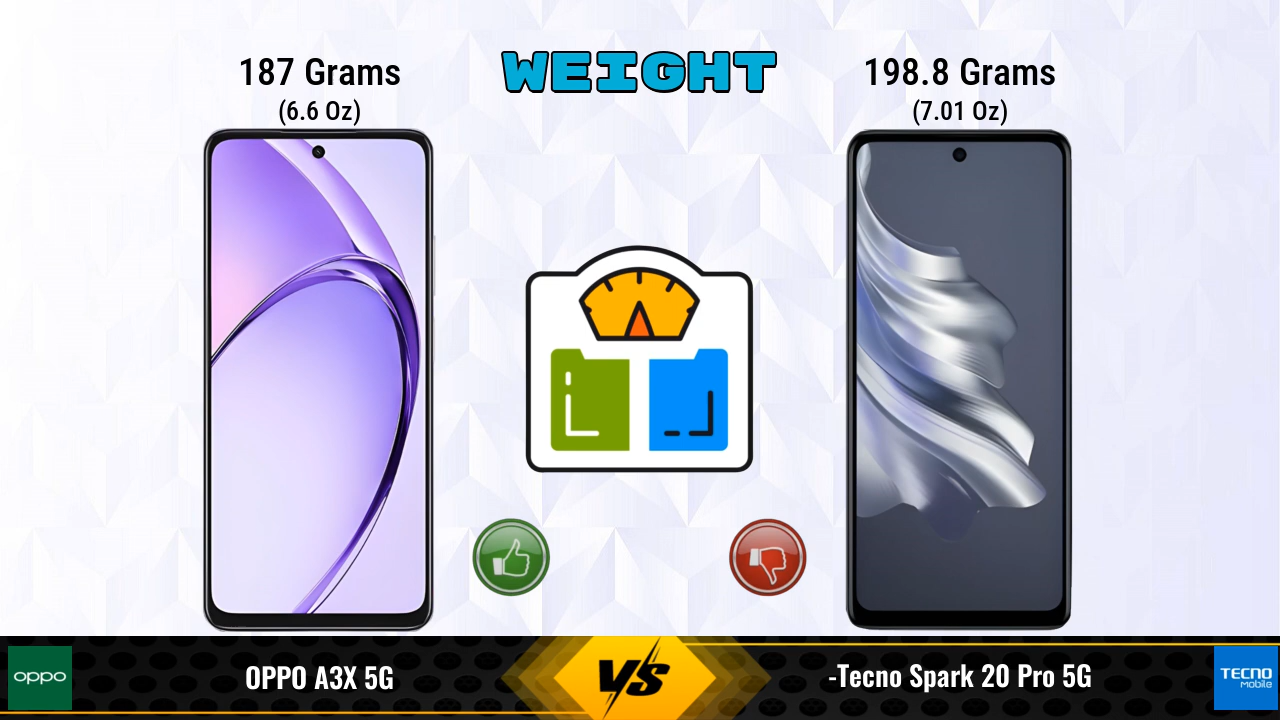 WEIGHT
187 Grams
(6.6 Oz)
198.8 Grams
(7.01 Oz)
oppo
OPPO A3X 5G
VS
-Tecno Spark 20 Pro 5G
TECNO
mobile